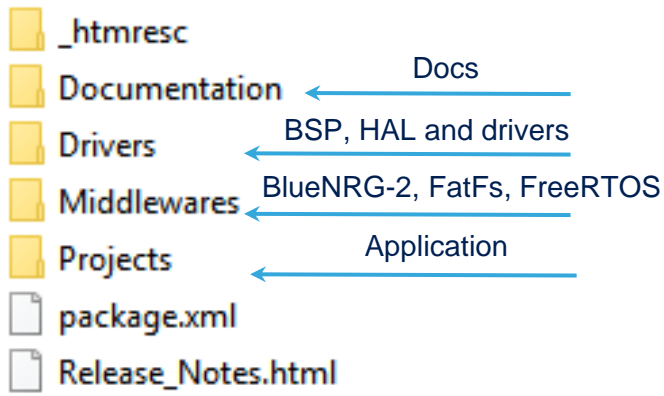 _htmresc
Documentation
Docs
Drivers
BSP, HAL and drivers
Middlewares
BlueNRG-2, FatFs, FreeRTOS
Projects
Application
package.xml
Release_Notes.html